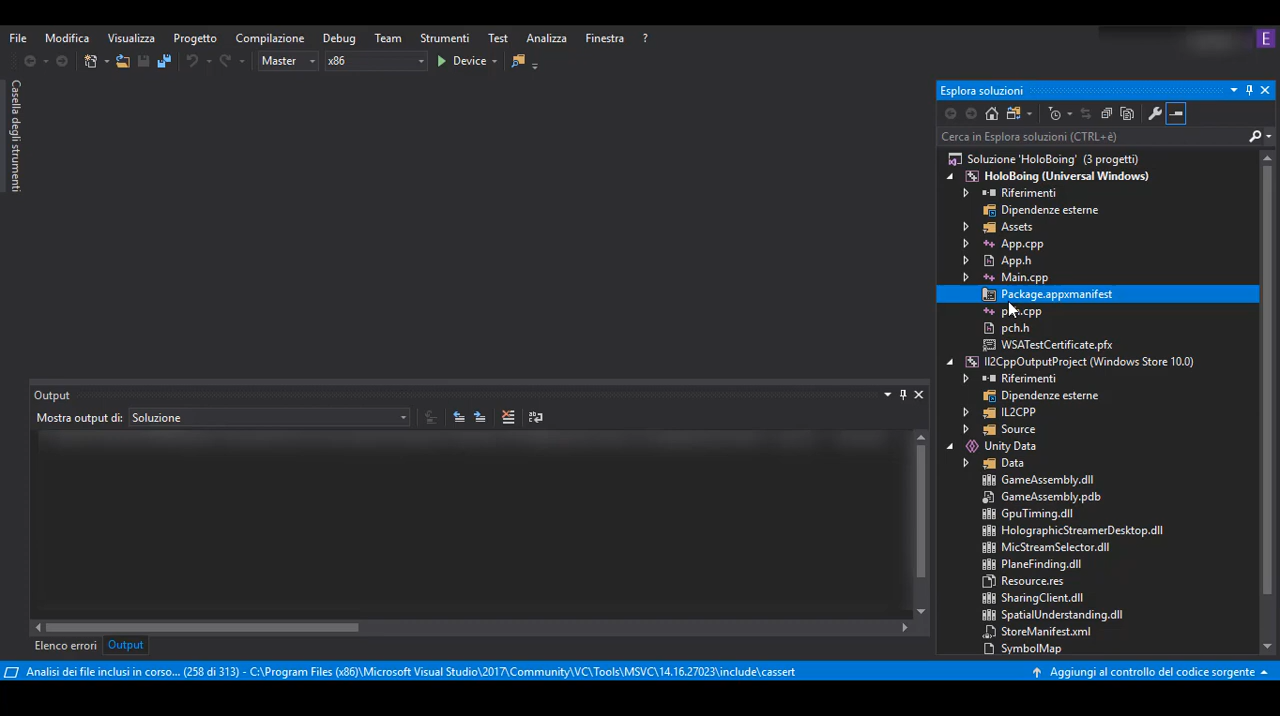 File Modifica Visualizza Progetto Compilazione Debug Team Strumenti Test Analizza Finestra ? E
Master x86 Device
Casella degli strumenti
Esplora soluzioni
Cerca in Esplora soluzioni (CTRL+è)
Soluzione 'HoloBoing' (3 progetti)
HoloBoing (Universal Windows)
Riferimenti
Dipendenze esterne
Assets
App.cpp
App.h
Main.cpp
Package.appxmanifest
pch.cpp
pch.h
WSATestCertificate.pfx
Il2CppOutputProject (Windows Store 10.0)
Riferimenti
Dipendenze esterne
IL2CPP
Source
Unity Data
Data
GameAssembly.dll
GameAssembly.pdb
GpuTiming.dll
HolographicStreamerDesktop.dll
MicStreamSelector.dll
PlaneFinding.dll
Resource.res
SharingClient.dll
SpatialUnderstanding.dll
StoreManifest.xml
SymbolMap
Output
Mostra output di: Soluzione
Elenco errori Output
Analisi dei file inclusi in corso... (258 di 313) - C:\Program Files (x86)\Microsoft Visual Studio\2017\Community\VC\Tools\MSVC\14.16.27023\include\cassert
Aggiungi al controllo del codice sorgente